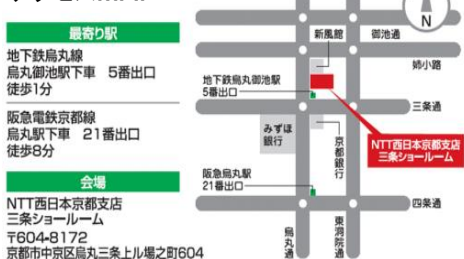 最寄り駅
地下鉄烏丸線
烏丸御池駅下車 5番出口
徒歩1分
阪急電鉄京都線
烏丸駅下車 21番出口
徒歩8分
会場
NTT西日本京都支店
三条ショールーム
〒604-8172
京都市中京区烏丸三条上ル場之町604
N
新風館
御池通
姉小路
地下鉄烏丸御池駅
5番出口
三条通
みずほ
銀行
京都銀行
NTT西日本京都支店
三条ショールーム
阪急烏丸駅
21番出口
四条通
烏丸通
東洞院通